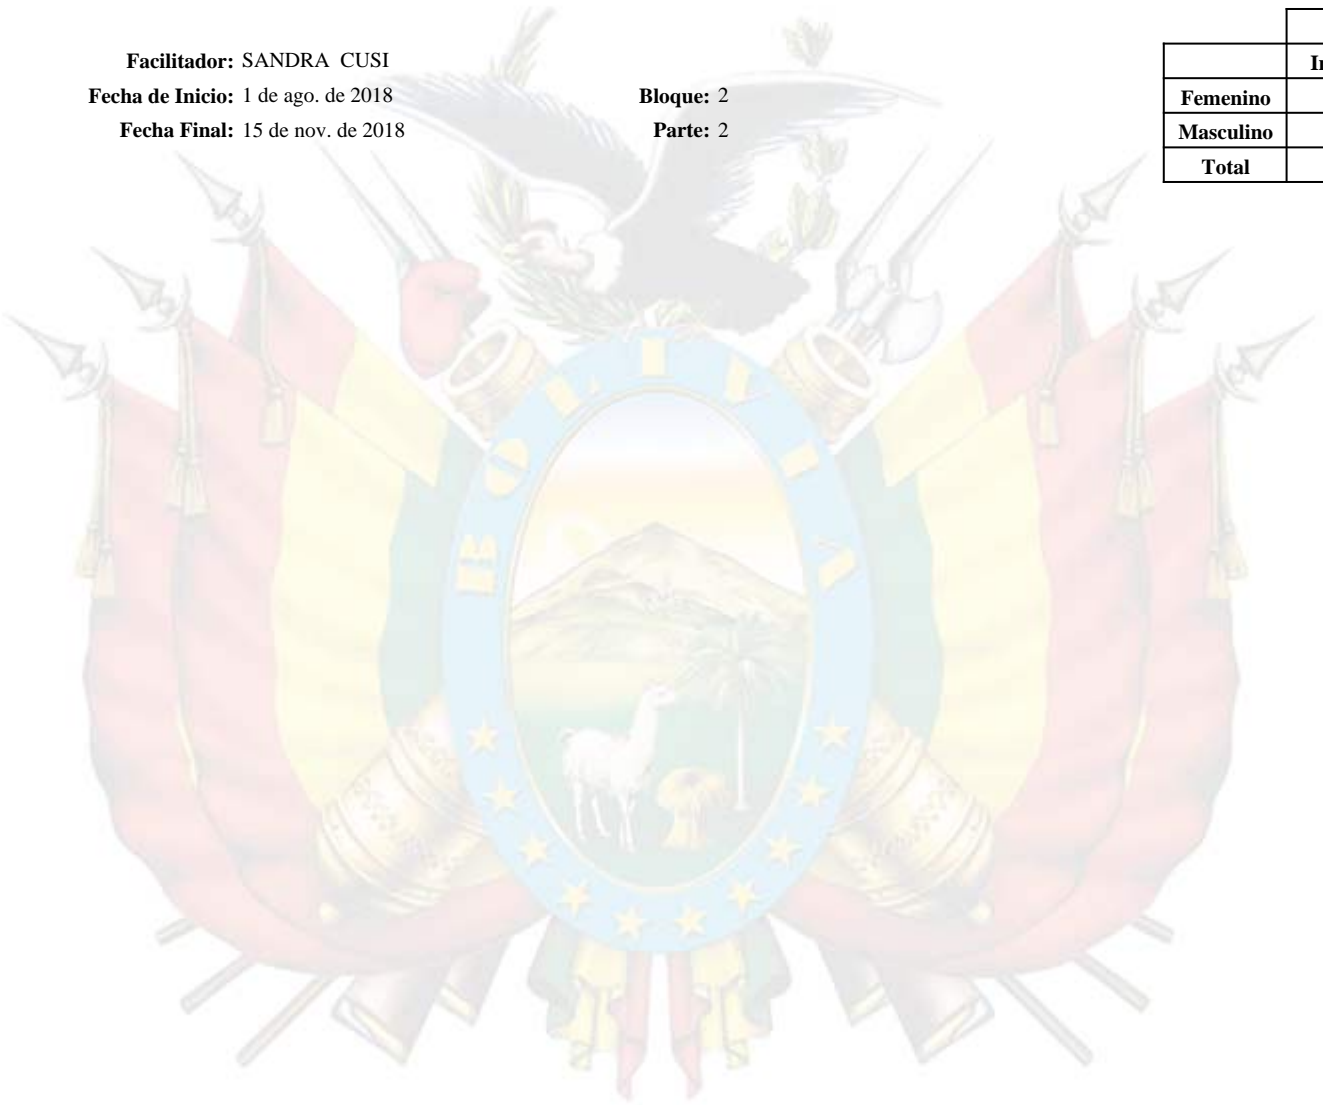 Facilitador: SANDRA CUSI
Fecha de Inicio: 1 de ago. de 2018
Bloque: 2
Fecha Final: 15 de nov. de 2018
Parte: 2
Femenino
Masculino
Total
BOLIVIA